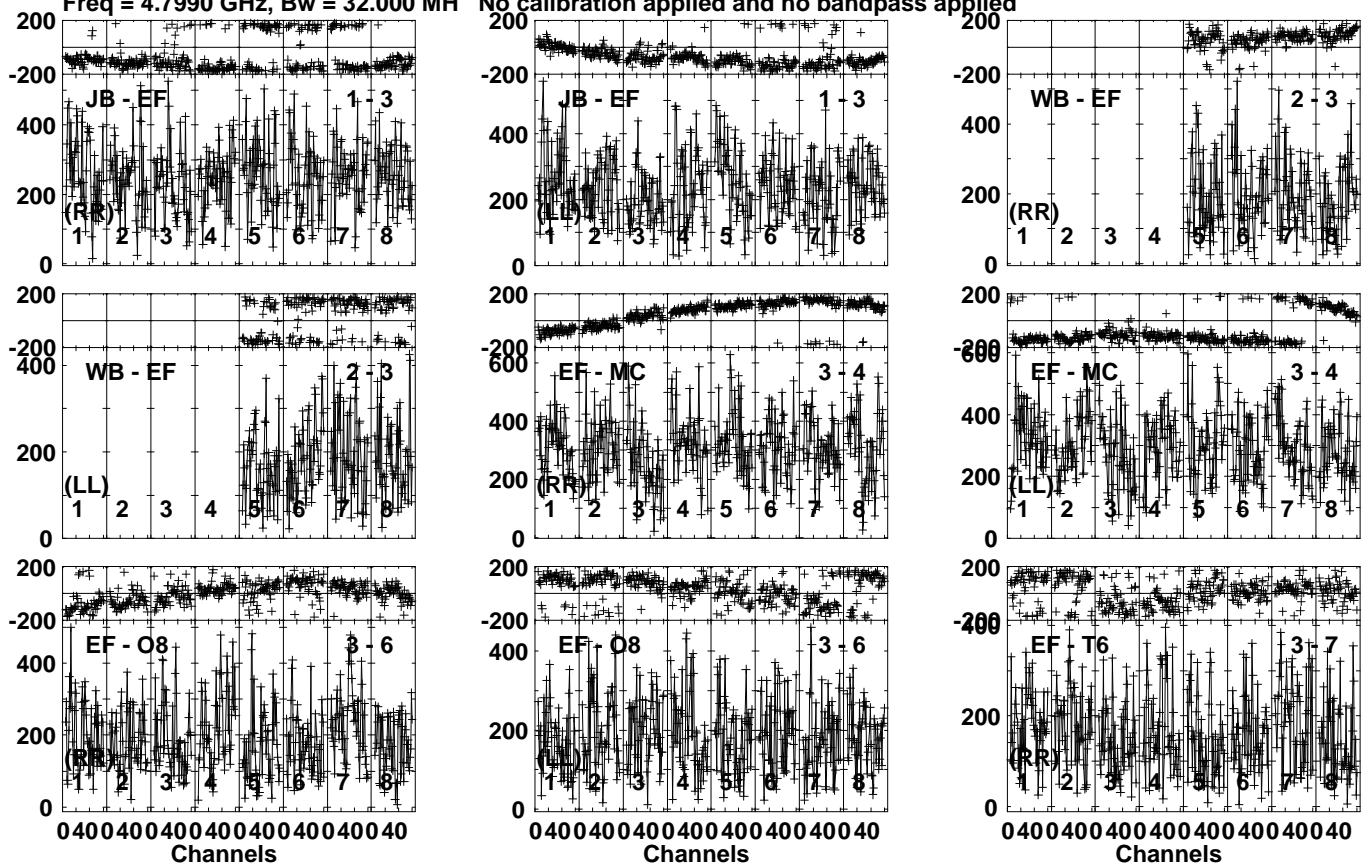 Freq = 4.7990 GHz, Bw = 32.000 MH No calibration applied and no bandpass applied
200 200 200
-200 -200 -200
JB - EF 1 - 3 JB - EF 1 - 3 WB - EF 2 - 3
400 400 400
200 200 200
(RR) (LL) (RR)
1 2 3 4 5 6 7 8 1 2 3 4 5 6 7 8 1 2 3 4 5 6 7 8
0 0 0
200 200 200
-200 -200 -200
400 600 600
WB - EF 2 - 3 EF - MC 3 - 4 EF - MC 3 - 4
400 400
200 200 200
(LL) (RR) (LL)
1 2 3 4 5 6 7 8 1 2 3 4 5 6 7 8 1 2 3 4 5 6 7 8
0 0 0
200 200 200
-200 -200 -200
400
EF - O8 3 - 6 EF - O8 3 - 6 EF - T6 3 - 7
400 400
200 200 200
(RR) (LL) (RR)
1 2 3 4 5 6 7 8 1 2 3 4 5 6 7 8 1 2 3 4 5 6 7 8
0 0 0
0 40 0 40 0 40 0 40 0 40 0 40 0 40 0 40 0 40 0 40 0 40 0 40 0 40 0 40 0 40 0 40 0 40 0 40 0 40 0 40 0 40 0 40 0 40 0 40
Channels Channels Channels